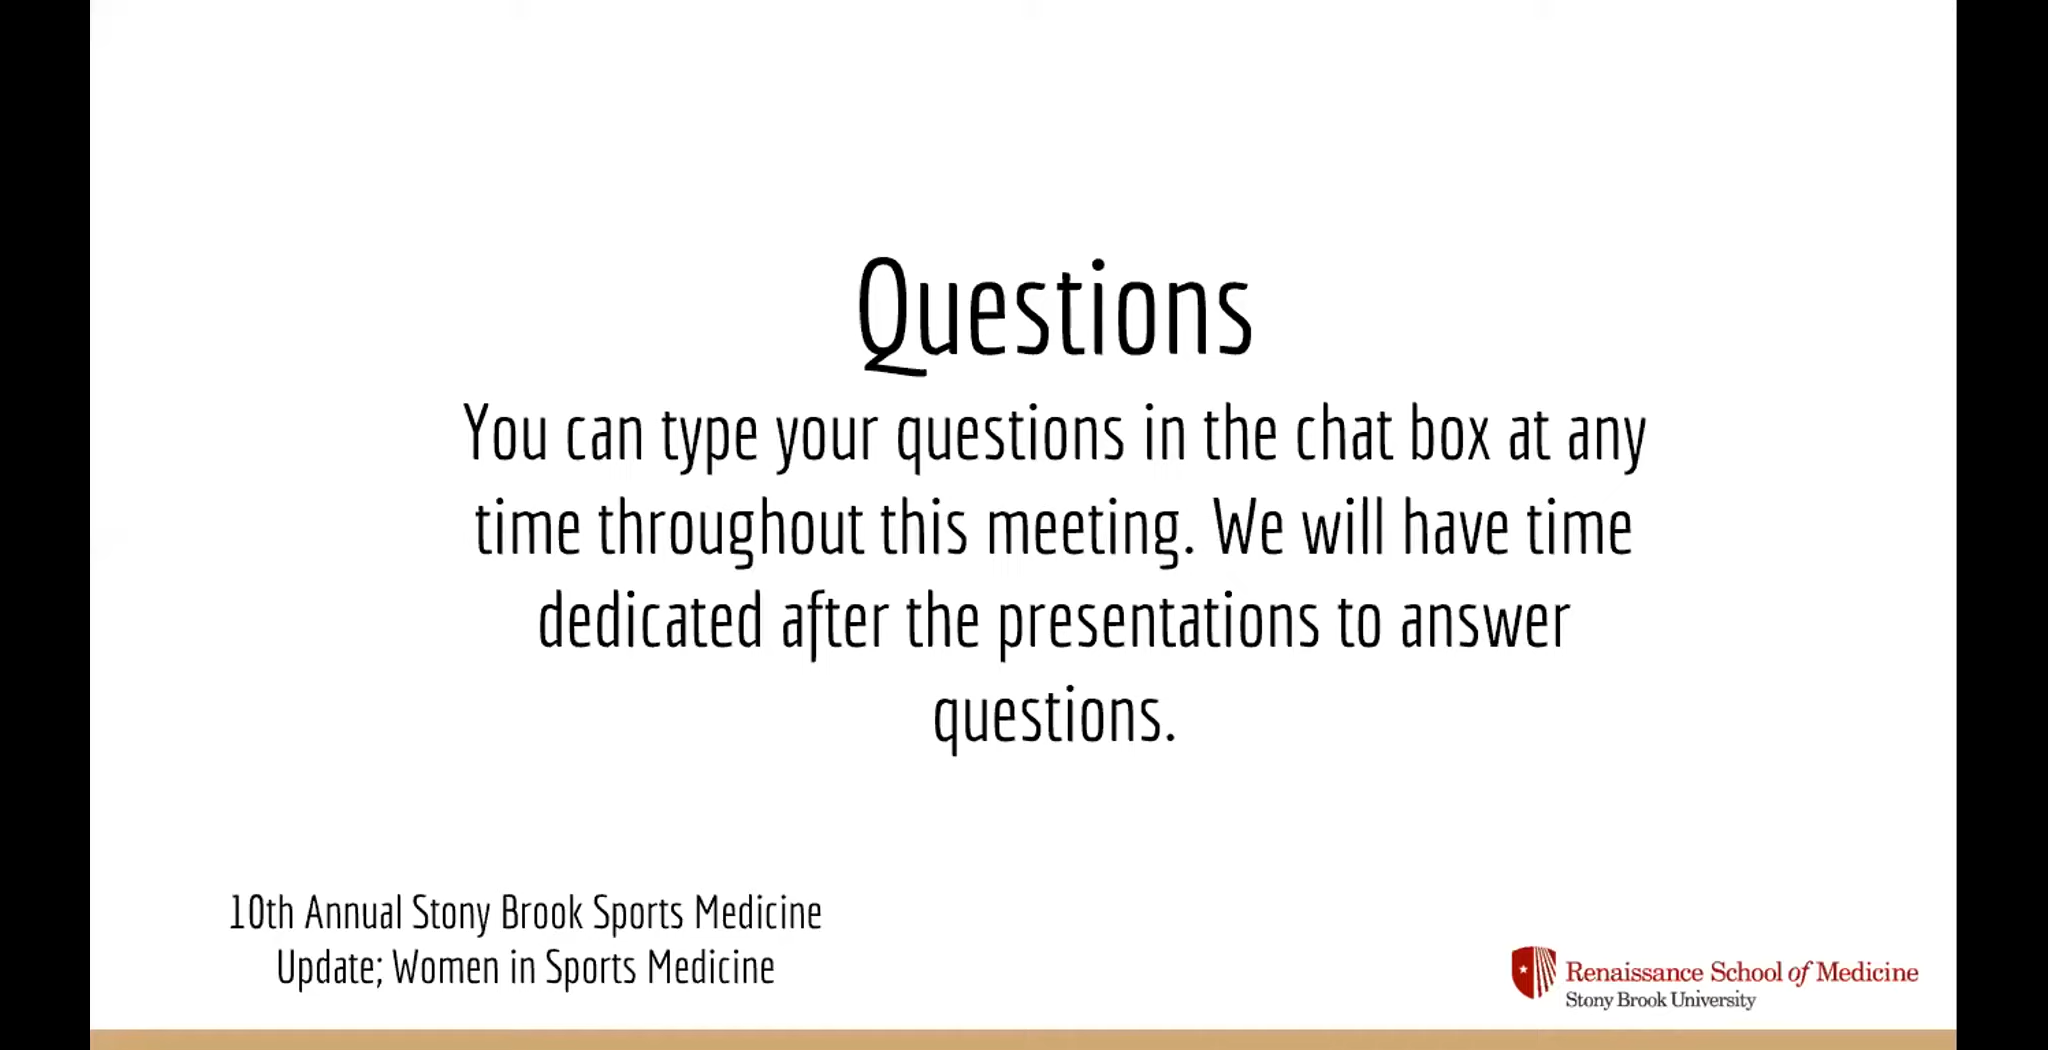 Questions
You can type your questions in the chat box at any
time throughout this meeting. We will have time
dedicated after the presentations to answer
questions.
10th Annual Stony Brook Sports Medicine
Update; Women in Sports Medicine
Renaissance School of Medicine
Stony Brook University